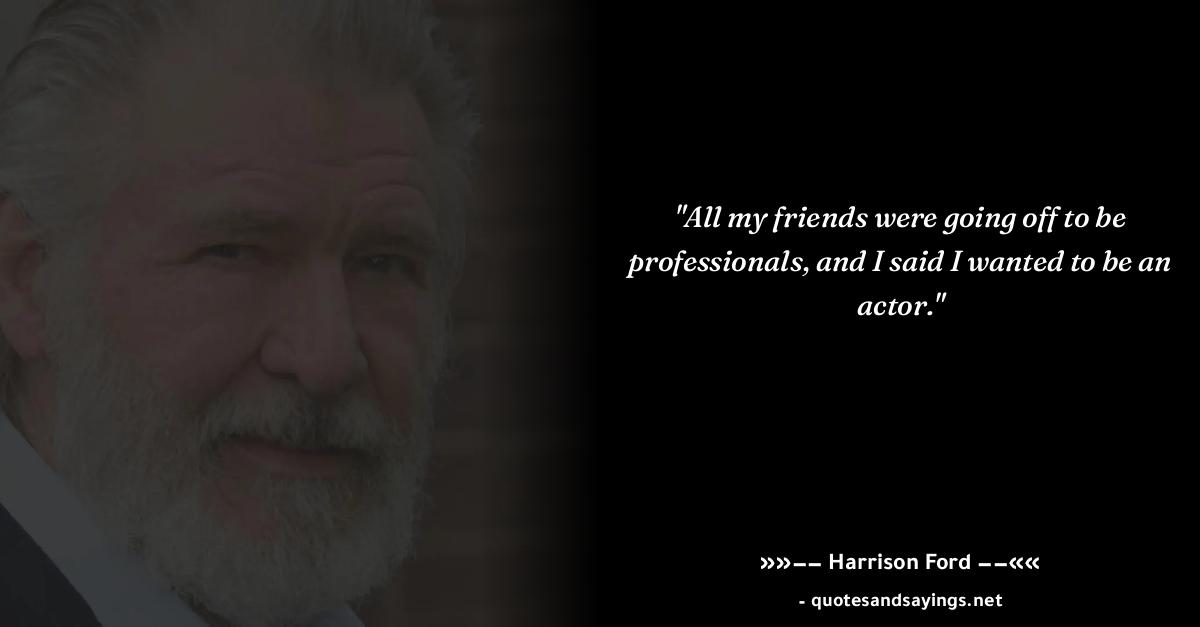 "All my friends were going off to be
professionals, and I said I wanted to be an
actor."
»»–– Harrison Ford ––««
- quotesandsayings.net